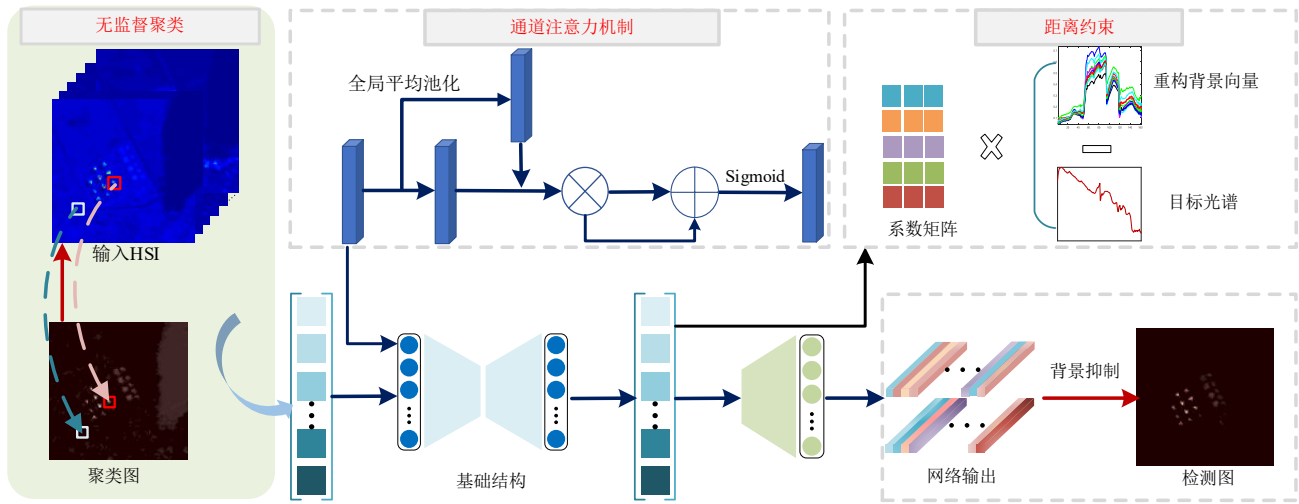 无监督聚类
通道注意力机制
距离约束
全局平均池化
重构背景向量
Sigmoid
目标光谱
系数矩阵
输入HSI
背景抑制
聚类图
基础结构
网络输出
检测图